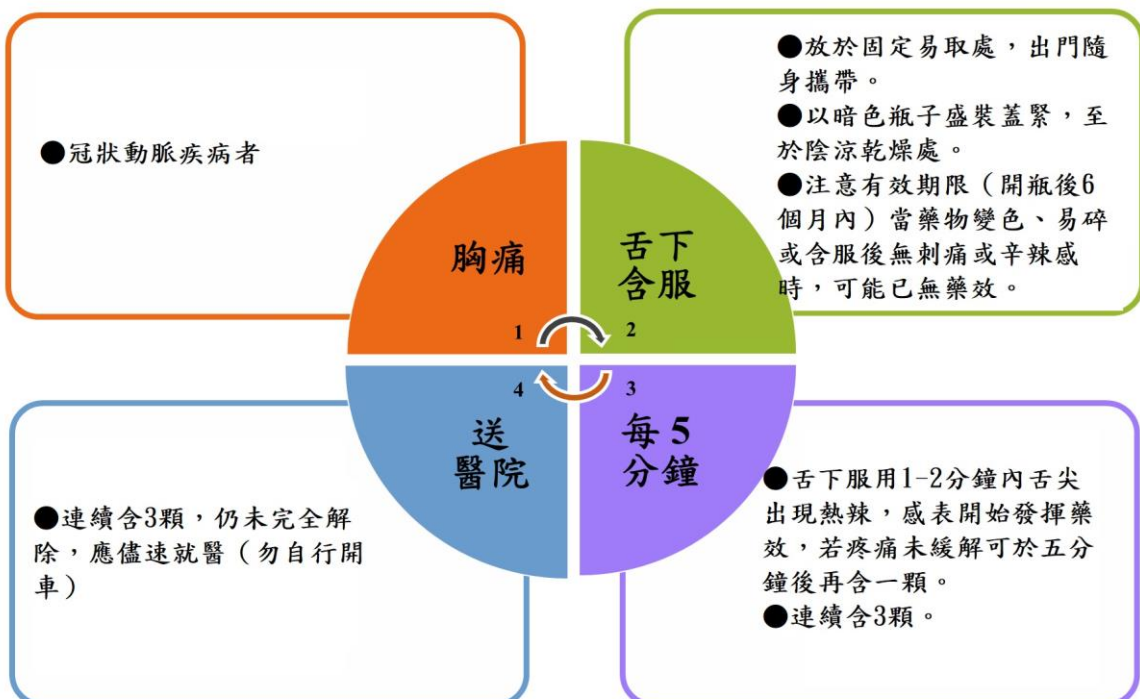 ●冠狀動脈疾病者
胸痛
1
●放於固定易取處，出門隨
身攜帶。
●以暗色瓶子盛裝蓋緊，至
於陰涼乾燥處。
●注意有效期限（開瓶後6
個月內）當藥物變色、易碎
或含服後無刺痛或辛辣感
時，可能已無藥效。
舌下
含服
2
3
每5
分鐘
●舌下服用1-2分鐘內舌尖
出現熱辣，感表開始發揮藥
效，若疼痛未緩解可於五分
鐘後再含一顆。
●連續含3顆。
4
送
醫院
●連續含3顆，仍未完全解
除，應儘速就醫（勿自行開
車）